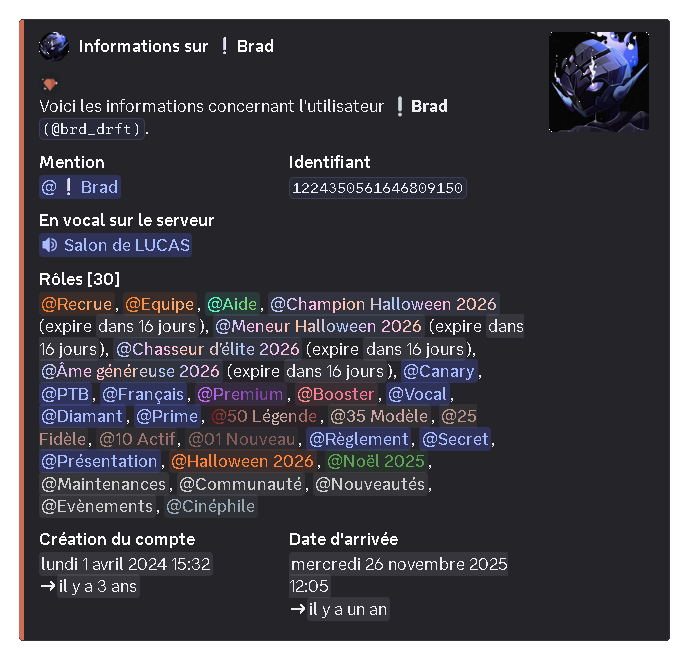 Informations sur ❕ Brad
Voici les informations concernant l'utilisateur ❕Brad
(@brd_drft).
Mention
Identifiant
@❕ Brad
1224350561646809150
En vocal sur le serveur
Salon de LUCAS
Rôles [30]
@Recrue, @Equipe, @Aide, @Champion Halloween 2026
(expire dans 16 jours), @Meneur Halloween 2026 (expire dans
16 jours), @Chasseur d'élite 2026 (expire dans 16 jours),
@Âme généreuse 2026 (expire dans 16 jours), @Canary,
@PTB, @Français, @Premium, @Booster, @Vocal,
@Diamant, @Prime, @50 Légende, @35 Modèle, @25
Fidèle, @10 Actif, @01 Nouveau, @Règlement, @Secret,
@Présentation, @Halloween 2026, @Noël 2025,
@Maintenances, @Communauté, @Nouveautés,
@Evènements, @Cinéphile
Création du compte
lundi 1 avril 2024 15:32
→ il y a 3 ans
Date d'arrivée
mercredi 26 novembre 2025
12:05
→ il y a un an